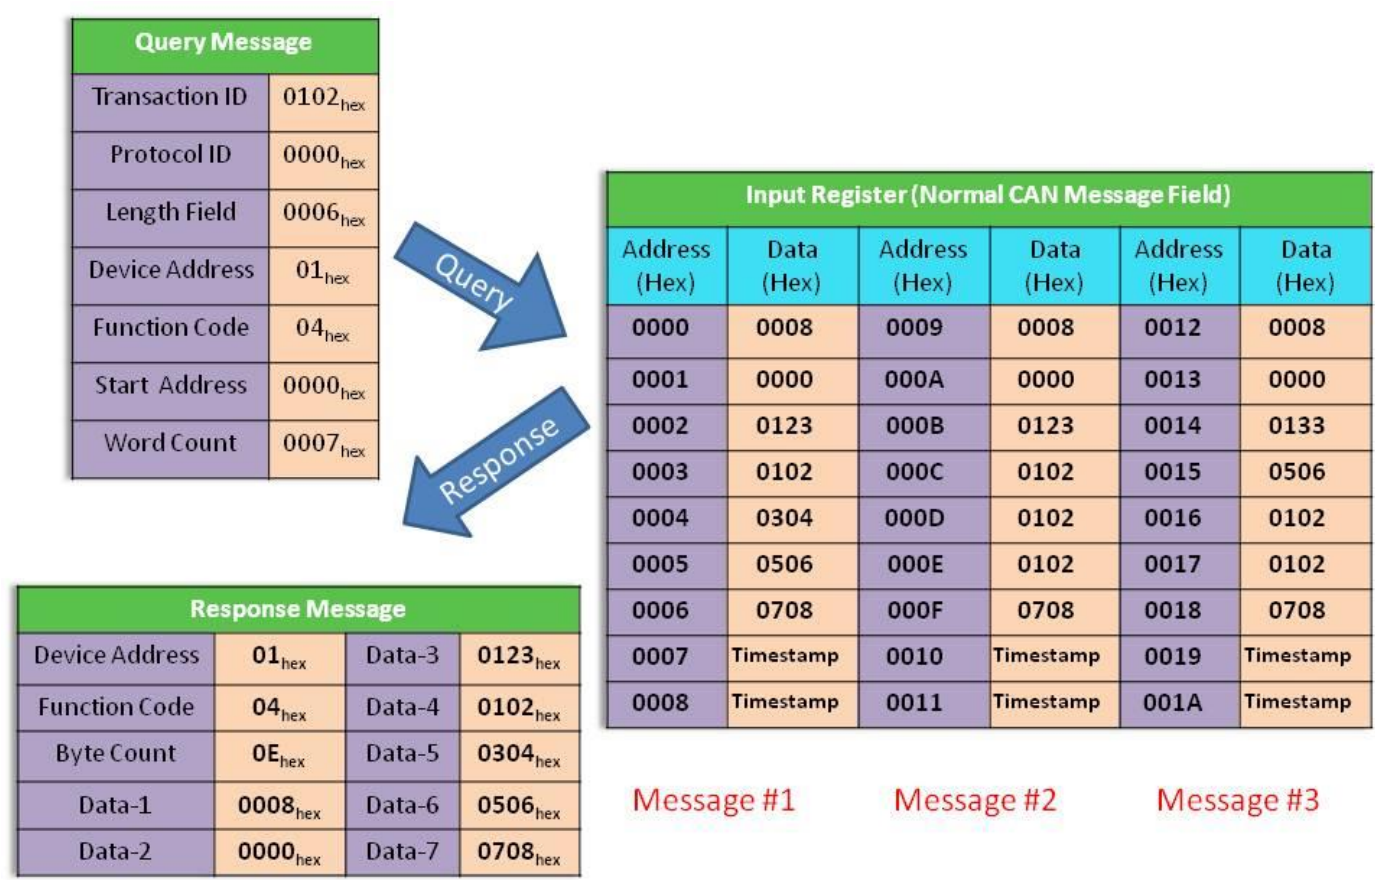 Query Message
Transaction ID 0102hex
Protocol ID 0000hex
Length Field 0006hex
Device Address 01hex
Function Code 04hex
Start Address 0000hex
Word Count 0007hex
Query
Response
Input Register (Normal CAN Message Field)
Address Data Address Data Address Data
(Hex) (Hex) (Hex) (Hex) (Hex) (Hex)
0000 0008 0009 0008 0012 0008
0001 0000 000A 0000 0013 0000
0002 0123 000B 0123 0014 0133
0003 0102 000C 0102 0015 0506
0004 0304 000D 0102 0016 0102
0005 0506 000E 0102 0017 0102
0006 0708 000F 0708 0018 0708
0007 Timestamp 0010 Timestamp 0019 Timestamp
0008 Timestamp 0011 Timestamp 001A Timestamp
Message #1 Message #2 Message #3
Response Message
Device Address 01hex Data-3 0123hex
Function Code 04hex Data-4 0102hex
Byte Count 0Ehex Data-5 0304hex
Data-1 0008hex Data-6 0506hex
Data-2 0000hex Data-7 0708hex